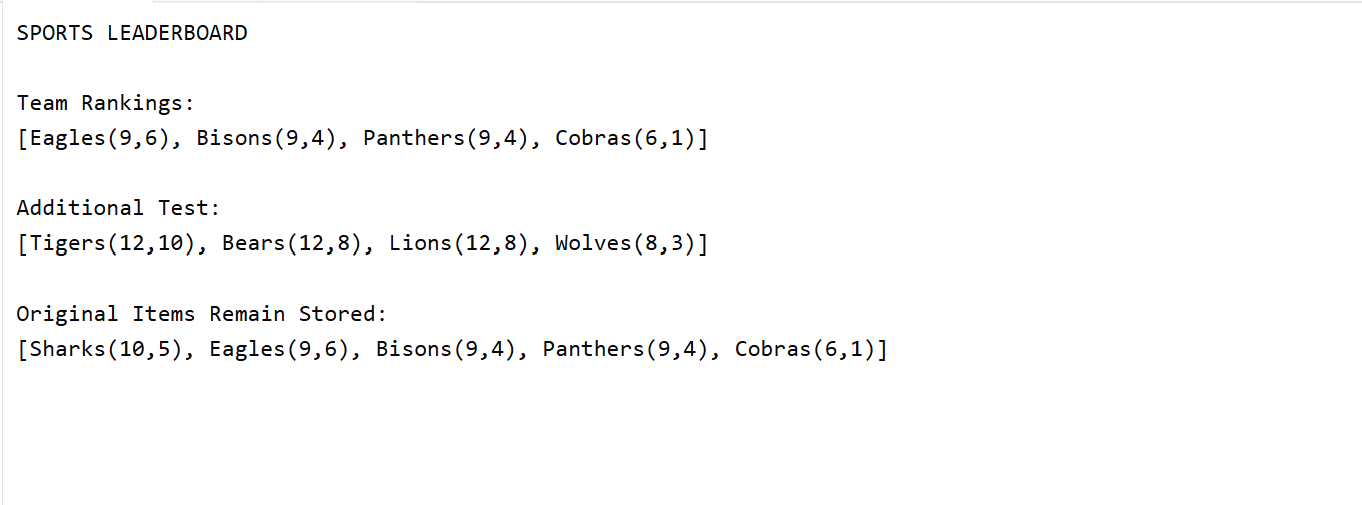 SPORTS LEADERBOARD
Team Rankings:
[Eagles(9,6), Bisons(9,4), Panthers(9,4), Cobras(6,1)]
Additional Test:
[Tigers(12,10), Bears(12,8), Lions(12,8), Wolves(8,3)]
Original Items Remain Stored:
[Sharks(10,5), Eagles(9,6), Bisons(9,4), Panthers(9,4), Cobras(6,1)]